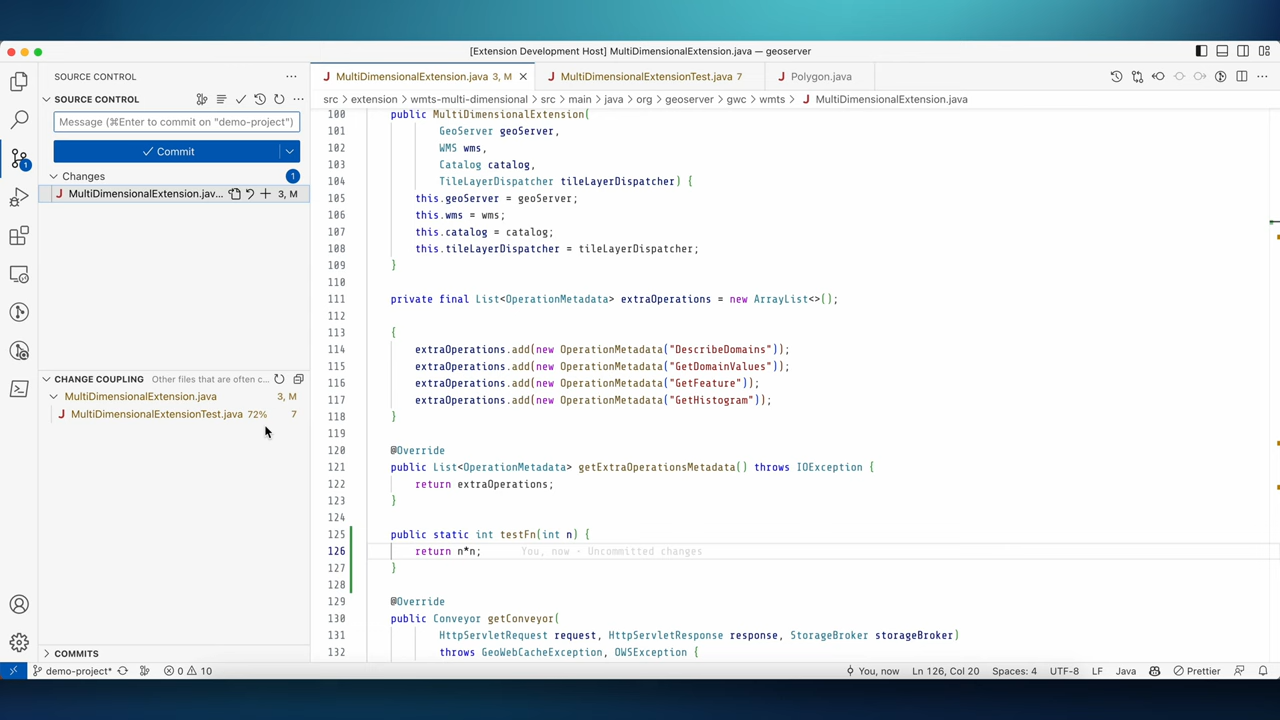 [Extension Development Host] MultiDimensionalExtension.java — geoserver
SOURCE CONTROL
MultiDimensionalExtension.java 3, M
MultiDimensionalExtensionTest.java 7
Polygon.java
SOURCE CONTROL
src > extension > wmts-multi-dimensional > src > main > java > org > geoserver > gwc > wmts > MultiDimensionalExtension.java
Message (⌘Enter to commit on "demo-project")
Commit
Changes 1
MultiDimensionalExtension.jav... 3, M
1
CHANGE COUPLING Other files that are often c...
MultiDimensionalExtension.java 3, M
MultiDimensionalExtensionTest.java 72% 7
COMMITS
100 public MultiDimensionalExtension(
101 GeoServer geoServer,
102 WMS wms,
103 Catalog catalog,
104 TileLayerDispatcher tileLayerDispatcher) {
105 this.geoServer = geoServer;
106 this.wms = wms;
107 this.catalog = catalog;
108 this.tileLayerDispatcher = tileLayerDispatcher;
109 }
110
111 private final List<OperationMetadata> extraOperations = new ArrayList<>();
112
113 {
114 extraOperations.add(new OperationMetadata("DescribeDomains"));
115 extraOperations.add(new OperationMetadata("GetDomainValues"));
116 extraOperations.add(new OperationMetadata("GetFeature"));
117 extraOperations.add(new OperationMetadata("GetHistogram"));
118 }
119
120 @Override
121 public List<OperationMetadata> getExtraOperationsMetadata() throws IOException {
122 return extraOperations;
123 }
124
125 public static int testFn(int n) {
126 return n*n; You, now • Uncommitted changes
127 }
128
129 @Override
130 public Conveyor getConveyor(
131 HttpServletRequest request, HttpServletResponse response, StorageBroker storageBroker)
132 throws GeoWebCacheException, OWSException {
demo-project* 0 10 You, now Ln 126, Col 20 Spaces: 4 UTF-8 LF Java Prettier